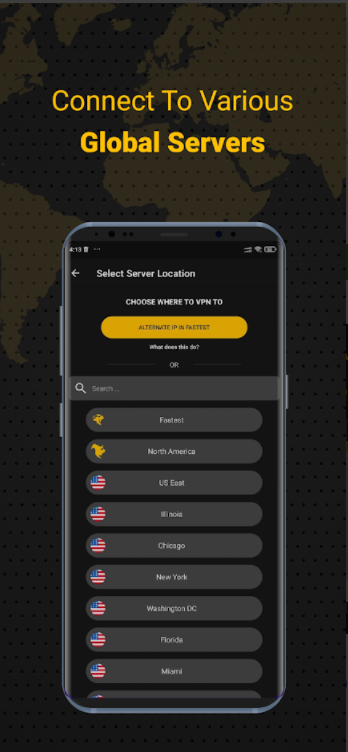 Connect To Various
Global Servers
4:13
Select Server Location
CHOOSE WHERE TO VPN TO
ALTERNATE IP IN FASTEST
What does this do?
OR
Search...
Fastest
North America
US East
Illinois
Chicago
New York
Washington DC
Florida
Miami